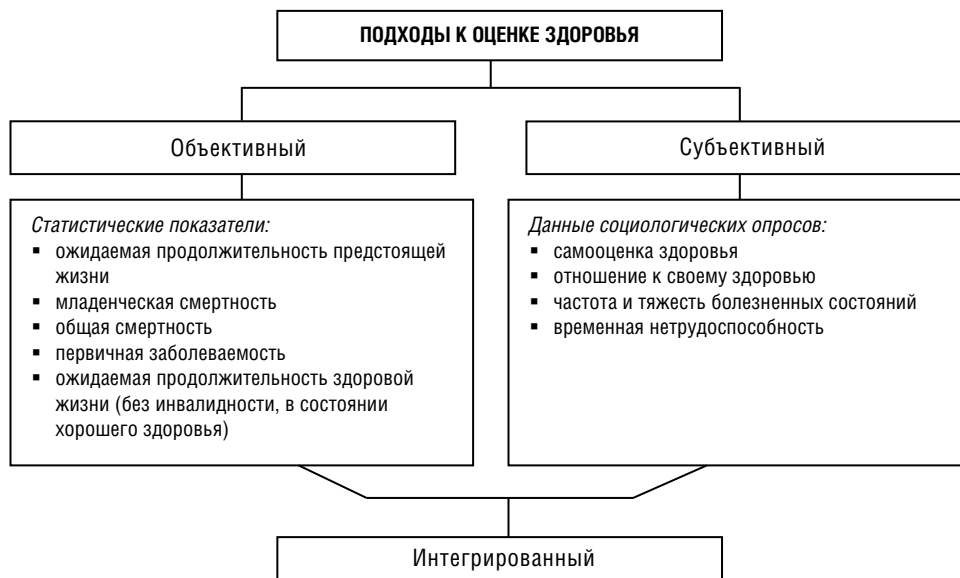 ПОДХОДЫ К ОЦЕНКЕ ЗДОРОВЬЯ
Объективный
Статистические показатели:
▪ ожидаемая продолжительность предстоящей
жизни
▪ младенческая смертность
▪ общая смертность
▪ первичная заболеваемость
▪ ожидаемая продолжительность здоровой
жизни (без инвалидности, в состоянии
хорошего здоровья)
Субъективный
Данные социологических опросов:
▪ самооценка здоровья
▪ отношение к своему здоровью
▪ частота и тяжесть болезненных состояний
▪ временная нетрудоспособность
Интегрированный